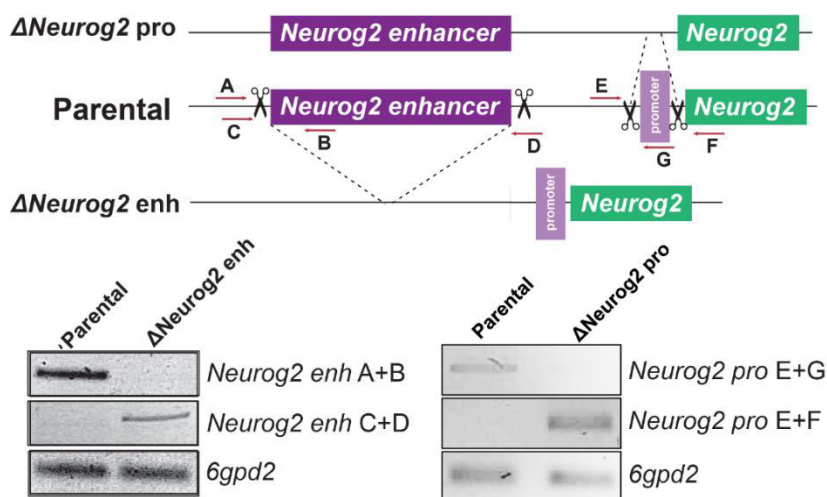 ΔNeurog2 pro
Neurog2 enhancer
Neurog2
Parental
A
C
Neurog2 enhancer
B
D
E
promoter
G
Neurog2
F
ΔNeurog2 enh
promoter
Neurog2
Parental
ΔNeurog2 enh
Neurog2 enh A+B
Neurog2 enh C+D
6gpd2
Parental
ΔNeurog2 pro
Neurog2 pro E+G
Neurog2 pro E+F
6gpd2